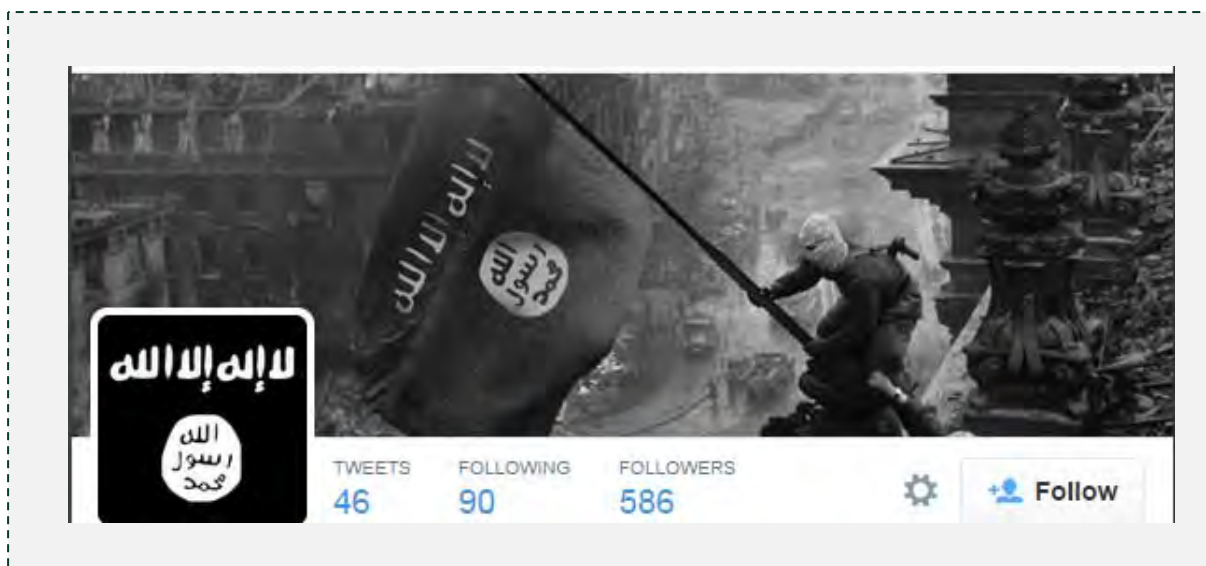 لا إله إلا الله
الله
رسول
محمد
لا إله إلا الله
الله
رسول
محمد
TWEETS
FOLLOWING
FOLLOWERS
46
90
586
Follow